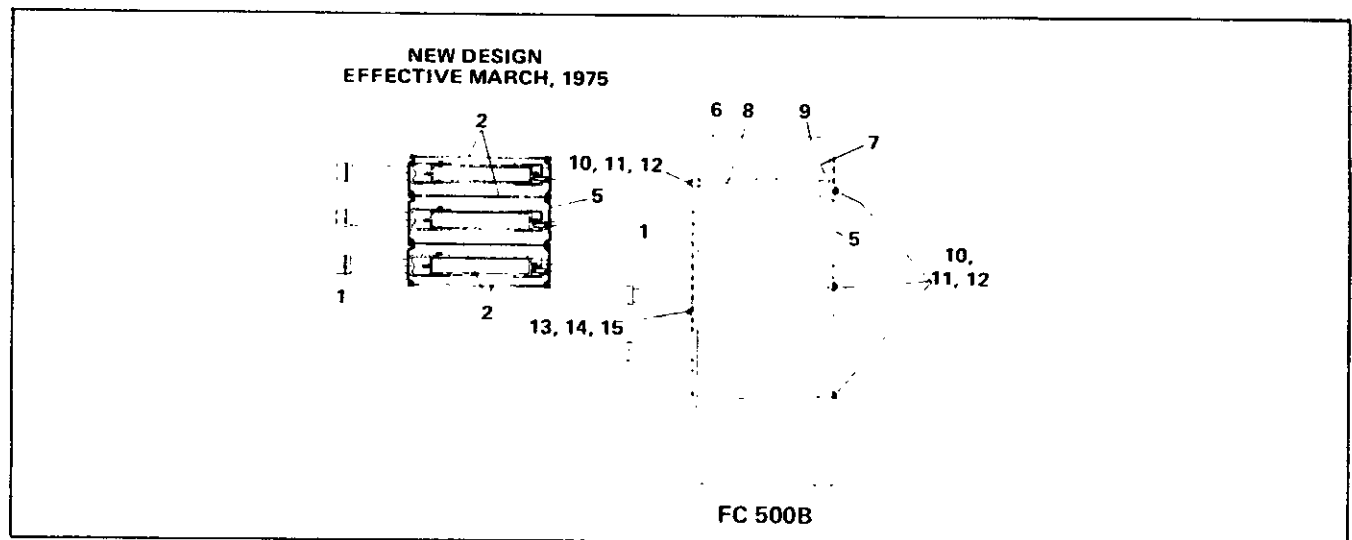 NEW DESIGN
EFFECTIVE MARCH, 1975
2
6 8 9
7
10, 11, 12
5
1
5
10,
11, 12
1
2
13, 14, 15
FC 500B